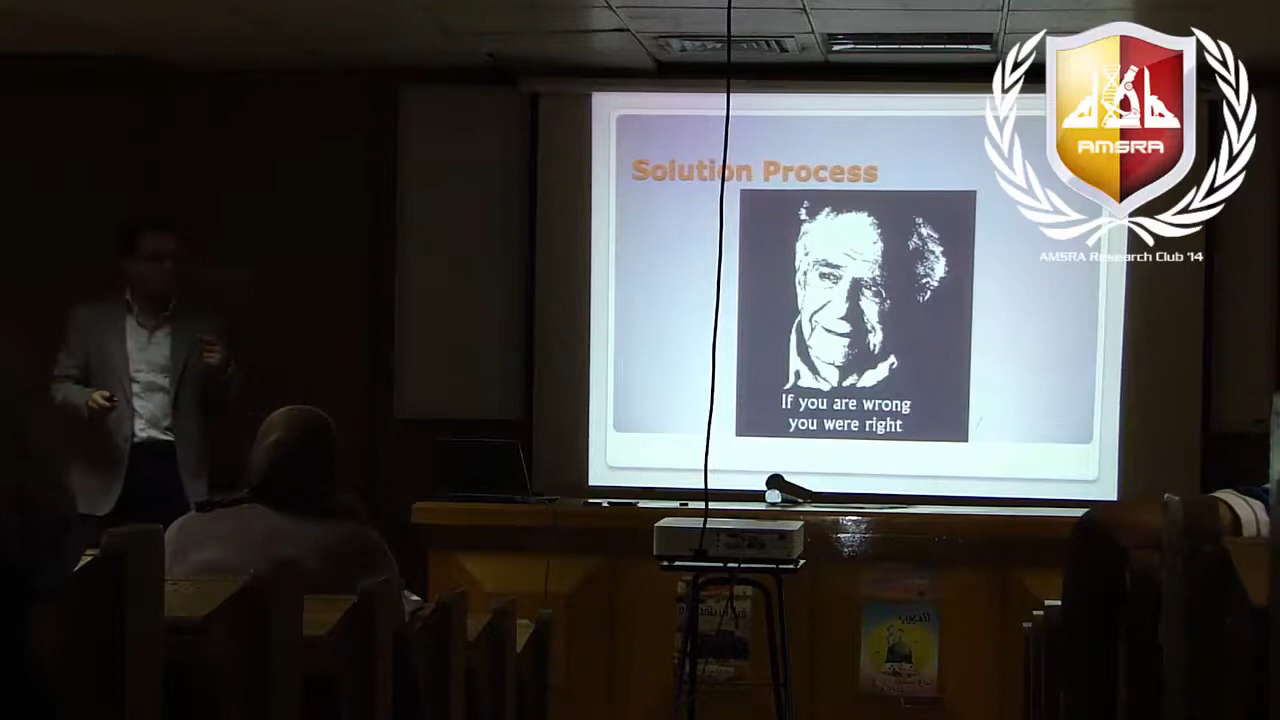 Solution Process
If you are wrong
you were right
AMSRA
AMSRA Research Club '14